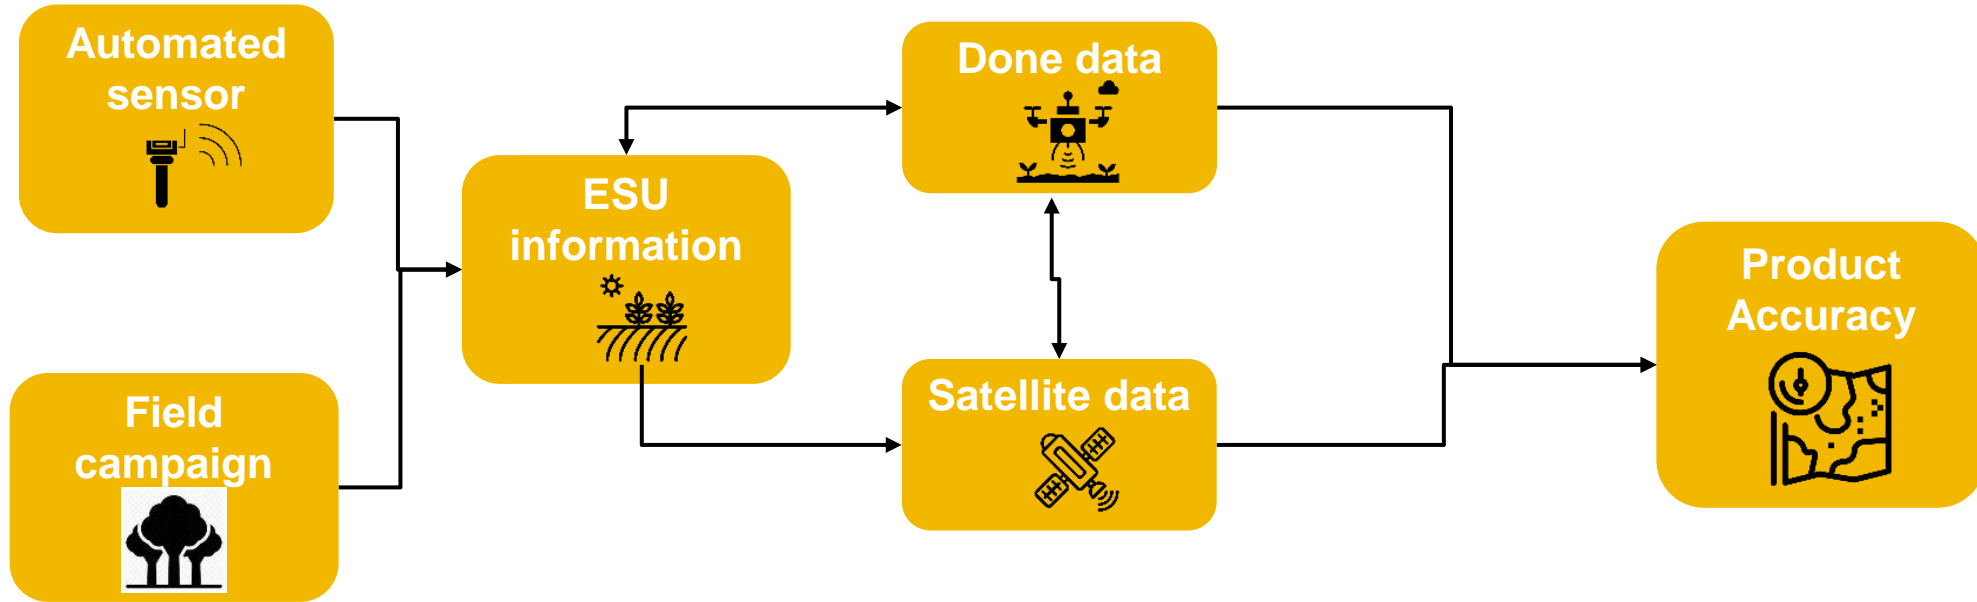 Automated
sensor
Field
campaign
ESU
information
Done data
Satellite data
Product
Accuracy